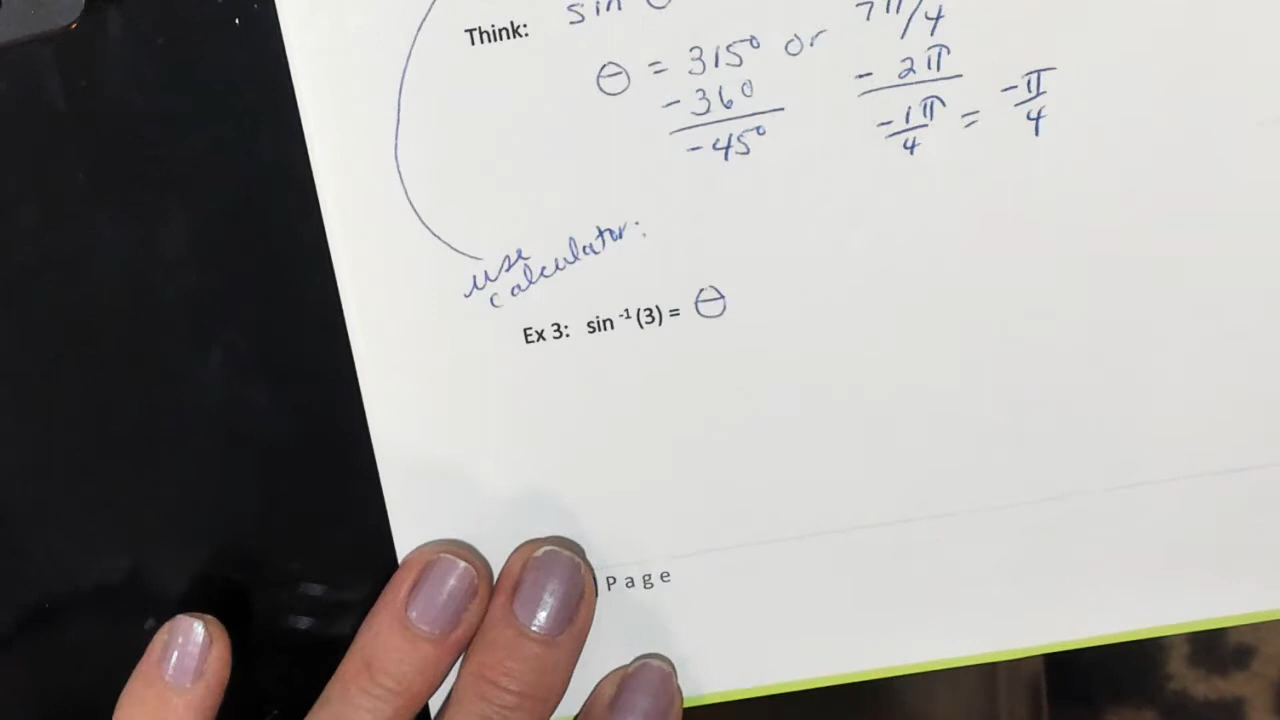 Think: sin θ 7π/4
θ = 315° or
-360 - 2π
-45° -1π/4 = -π/4
use
calculator:
Ex 3: sin⁻¹(3) = θ
Page